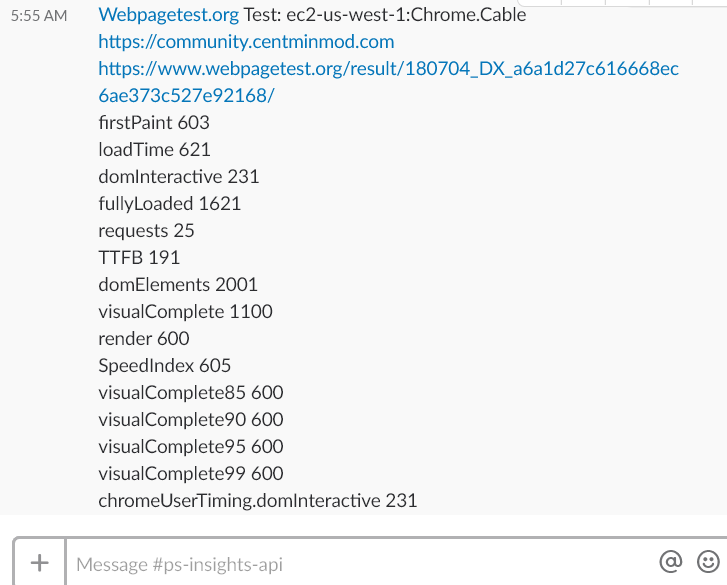 5:55 AM Webpagetest.org Test: ec2-us-west-1:Chrome.Cable
https://community.centminmod.com
https://www.webpagetest.org/result/180704_DX_a6a1d27c616668ec
6ae373c527e92168/
firstPaint 603
loadTime 621
domInteractive 231
fullyLoaded 1621
requests 25
TTFB 191
domElements 2001
visualComplete 1100
render 600
SpeedIndex 605
visualComplete85 600
visualComplete90 600
visualComplete95 600
visualComplete99 600
chromeUserTiming.domInteractive 231
+ Message #ps-insights-api @